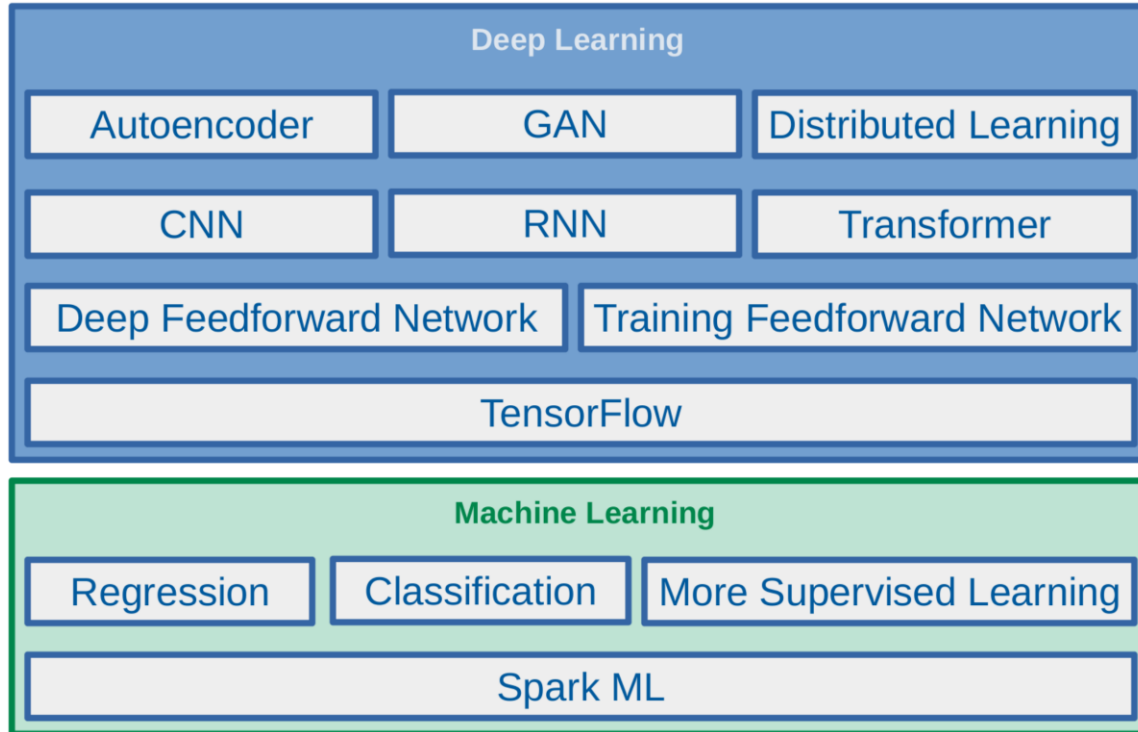 Deep Learning
Autoencoder
GAN
Distributed Learning
CNN
RNN
Transformer
Deep Feedforward Network
Training Feedforward Network
TensorFlow
Machine Learning
Regression
Classification
More Supervised Learning
Spark ML